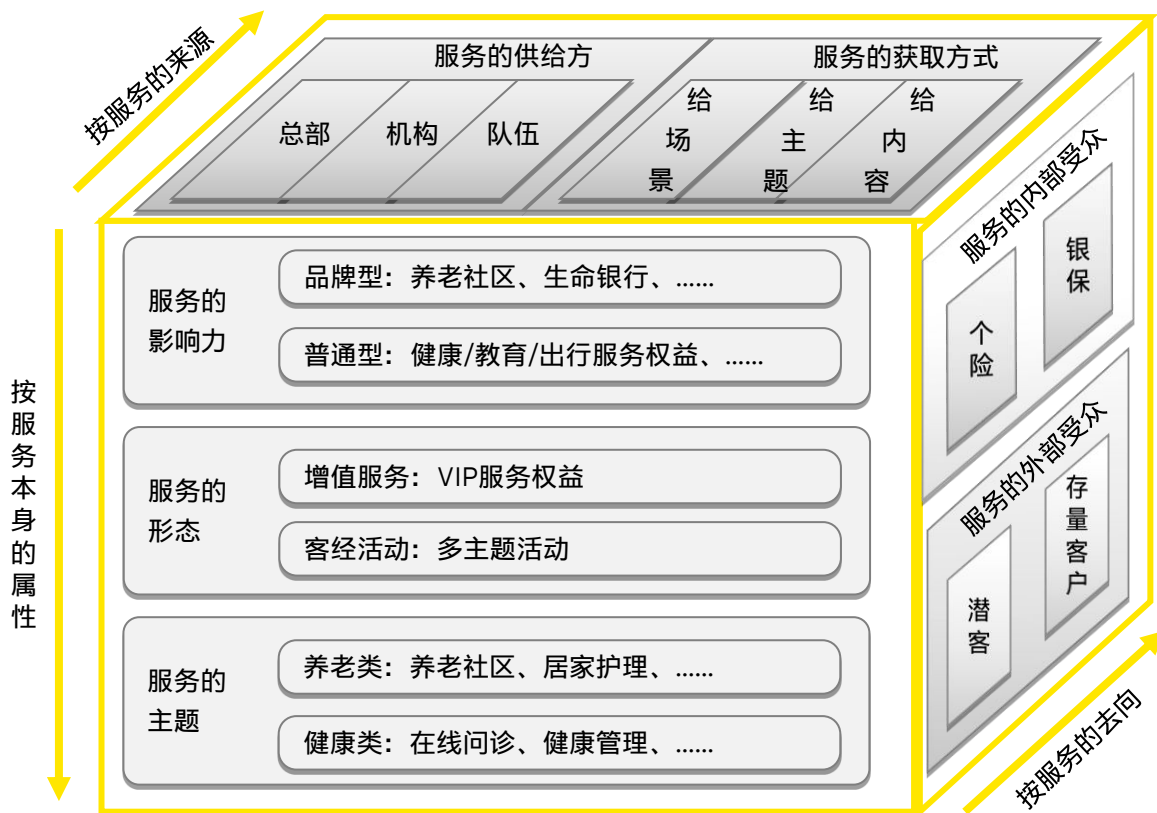 按服务的来源
服务的供给方
总部
机构
队伍
服务的获取方式
给场景
给主题
给内容
按服务本身的属性
服务的
影响力
品牌型：养老社区、生命银行、......
普通型：健康/教育/出行服务权益、......
服务的
形态
增值服务：VIP服务权益
客经活动：多主题活动
服务的
主题
养老类：养老社区、居家护理、......
健康类：在线问诊、健康管理、......
服务的内部受众
个险
银保
服务的外部受众
潜客
存量客户
按服务的去向